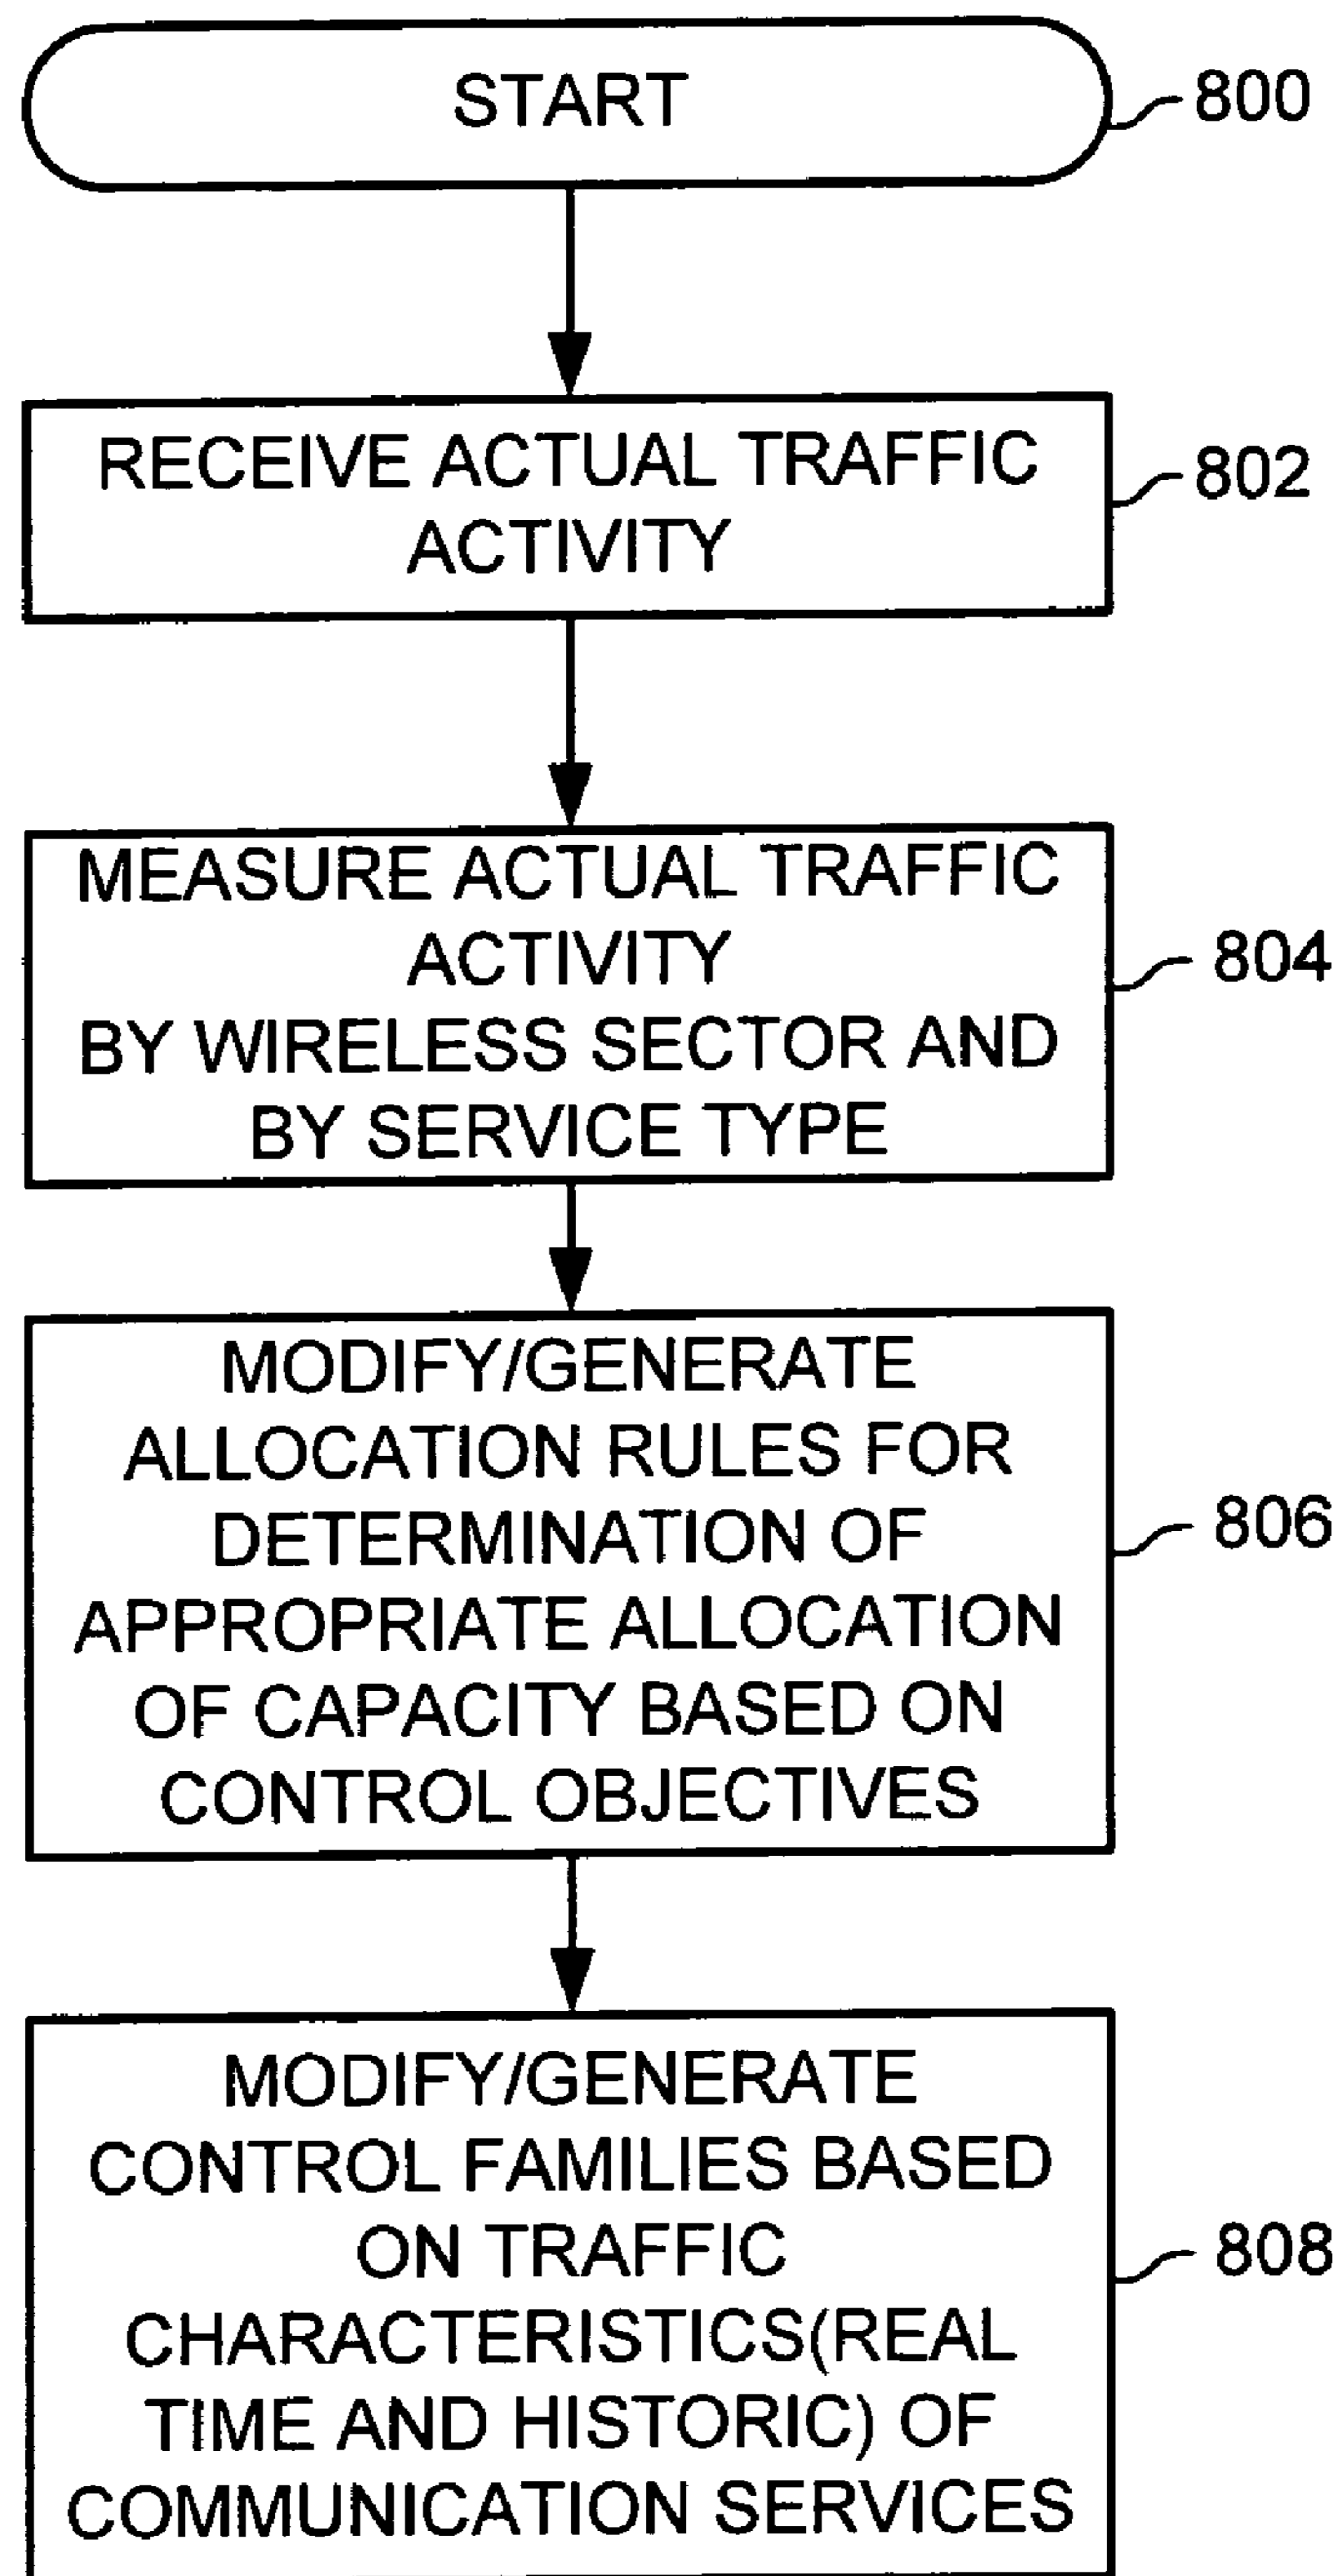 START
800
RECEIVE ACTUAL TRAFFIC
ACTIVITY
802
MEASURE ACTUAL TRAFFIC
ACTIVITY
BY WIRELESS SECTOR AND
BY SERVICE TYPE
804
MODIFY/GENERATE
ALLOCATION RULES FOR
DETERMINATION OF
APPROPRIATE ALLOCATION
OF CAPACITY BASED ON
CONTROL OBJECTIVES
806
MODIFY/GENERATE
CONTROL FAMILIES BASED
ON TRAFFIC
CHARACTERISTICS(REAL
TIME AND HISTORIC) OF
COMMUNICATION SERVICES
808